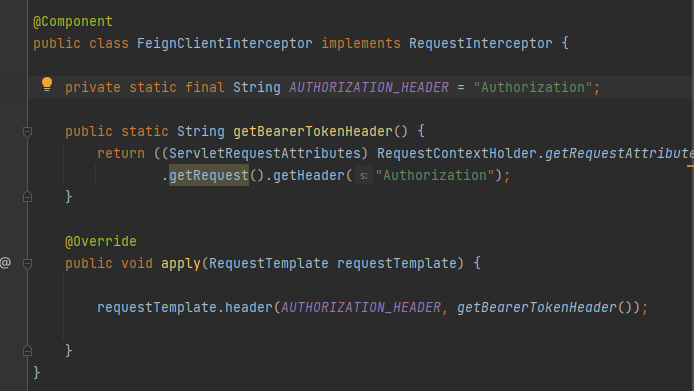 @Component
public class FeignClientInterceptor implements RequestInterceptor {
private static final String AUTHORIZATION_HEADER = "Authorization";
public static String getBearerTokenHeader() {
return ((ServletRequestAttributes) RequestContextHolder.getRequestAttribute
.getRequest().getHeader( s: "Authorization");
}
@Override
@
public void apply(RequestTemplate requestTemplate) {
requestTemplate.header(AUTHORIZATION_HEADER, getBearerTokenHeader());
}
}